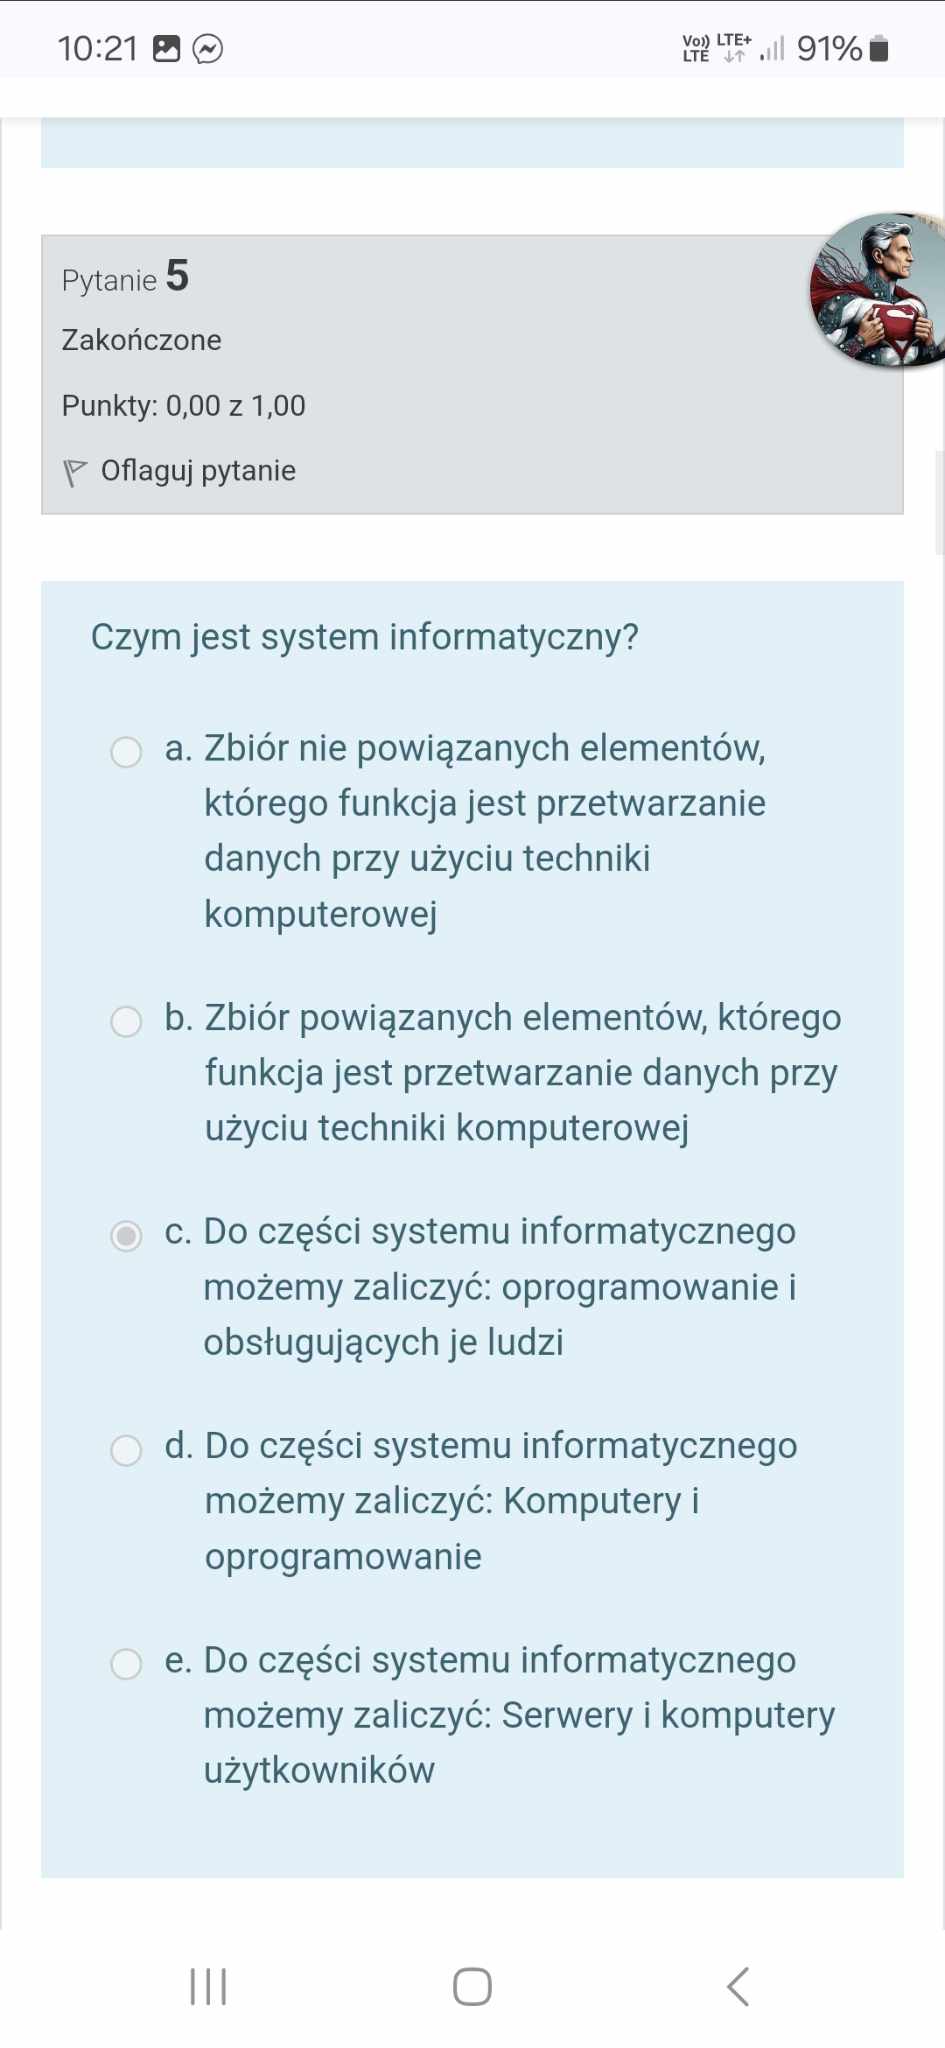 10:21
Vo)) LTE+
LTE
91%
Pytanie 5
Zakończone
Punkty: 0,00 z 1,00
Oflaguj pytanie
Czym jest system informatyczny?
a. Zbiór nie powiązanych elementów,
którego funkcja jest przetwarzanie
danych przy użyciu techniki
komputerowej
b. Zbiór powiązanych elementów, którego
funkcja jest przetwarzanie danych przy
użyciu techniki komputerowej
c. Do części systemu informatycznego
możemy zaliczyć: oprogramowanie i
obsługujących je ludzi
d. Do części systemu informatycznego
możemy zaliczyć: Komputery i
oprogramowanie
e. Do części systemu informatycznego
możemy zaliczyć: Serwery i komputery
użytkowników